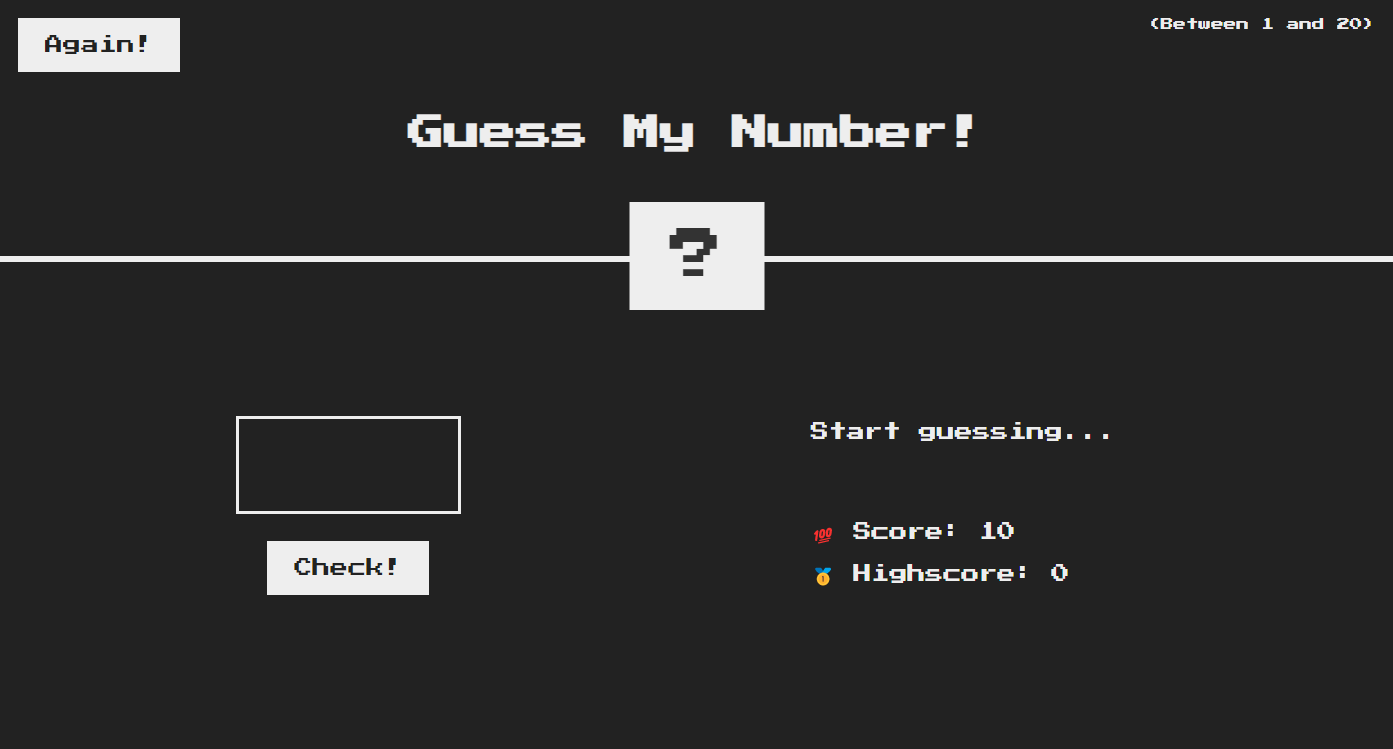 Again!
(Between 1 and 20)
Guess My Number!
?
Start guessing...
💯 Score: 10
🥇 Highscore: 0
Check!